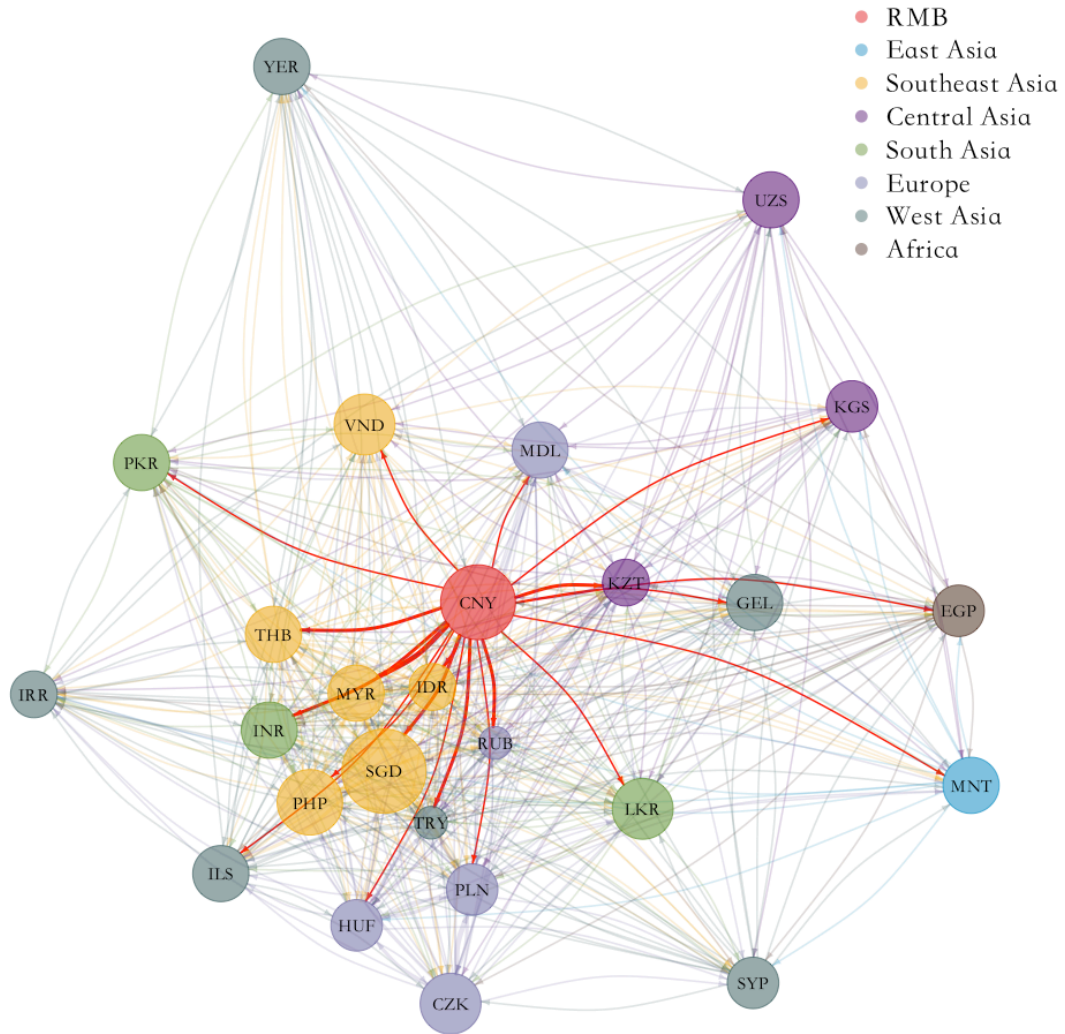 RMB
East Asia
Southeast Asia
Central Asia
South Asia
Europe
West Asia
Africa
YER
UZS
KGS
VND
MDL
PKR
KZT
CNY
GEL
EGP
THB
IDR
MYR
IRR
INR
RUB
SGD
MNT
PHP
LKR
TRY
ILS
PLN
HUF
SYP
CZK